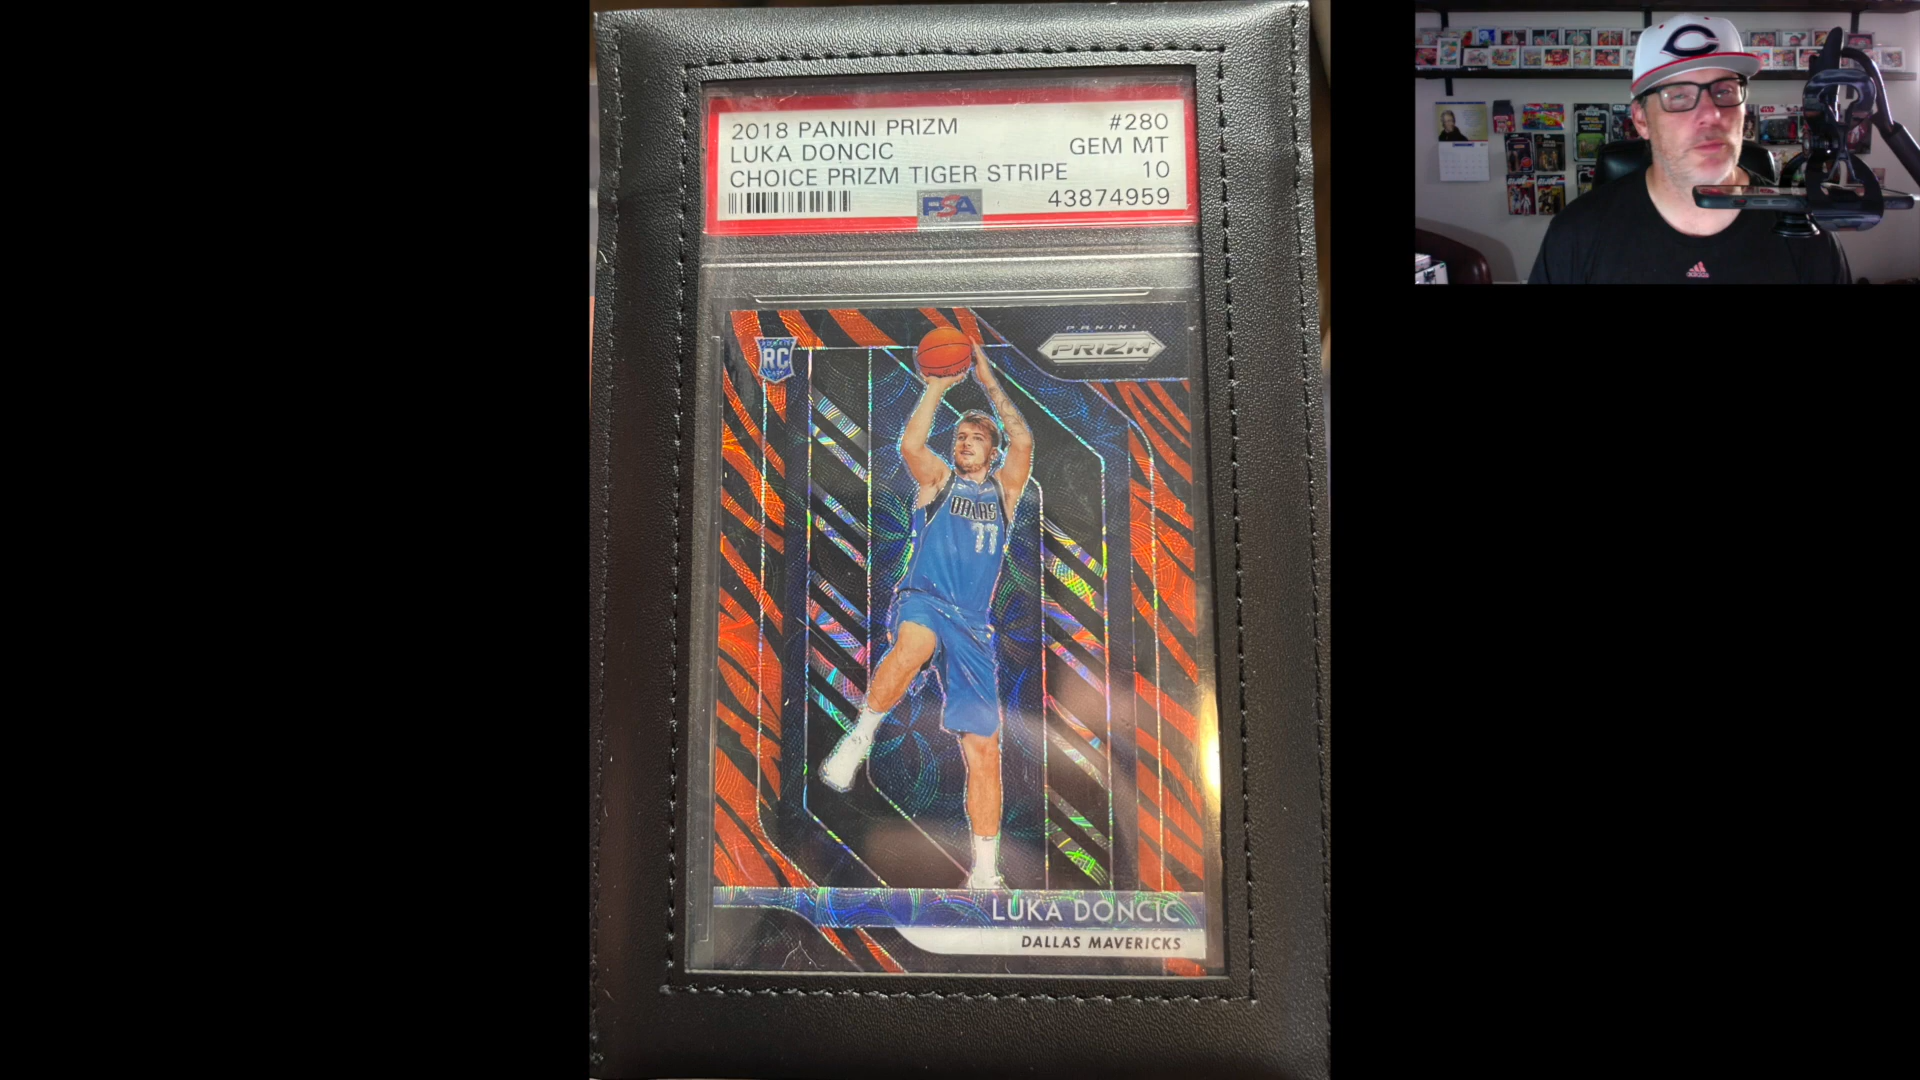 2018 PANINI PRIZM #280
LUKA DONCIC GEM MT
CHOICE PRIZM TIGER STRIPE 10
PSA 43874959
RC
PANINI
PRIZM
DALLAS
77
LUKA DONCIC
DALLAS MAVERICKS
C
adidas